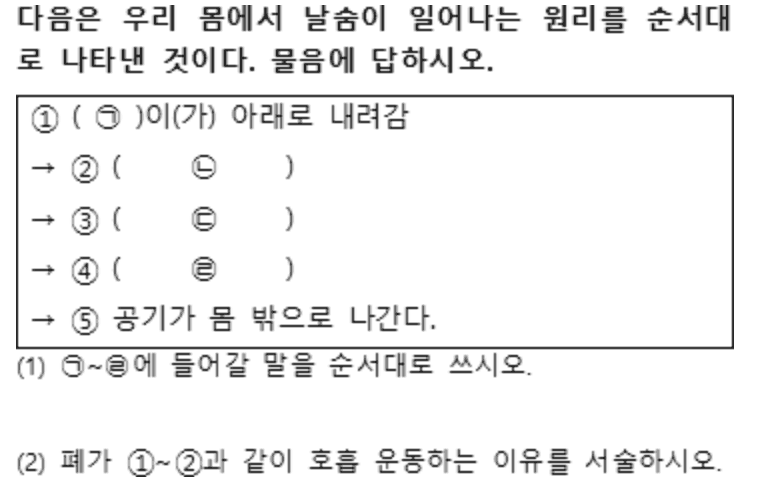 다음은 우리 몸에서 날숨이 일어나는 원리를 순서대
로 나타낸 것이다. 물음에 답하시오.
① ( ㉠ )이(가) 아래로 내려감
→ ② ( ㉡ )
→ ③ ( ㉢ )
→ ④ ( ㉣ )
→ ⑤ 공기가 몸 밖으로 나간다.
(1) ㉠~㉣에 들어갈 말을 순서대로 쓰시오.
(2) 폐가 ①~②과 같이 호흡 운동하는 이유를 서술하시오.